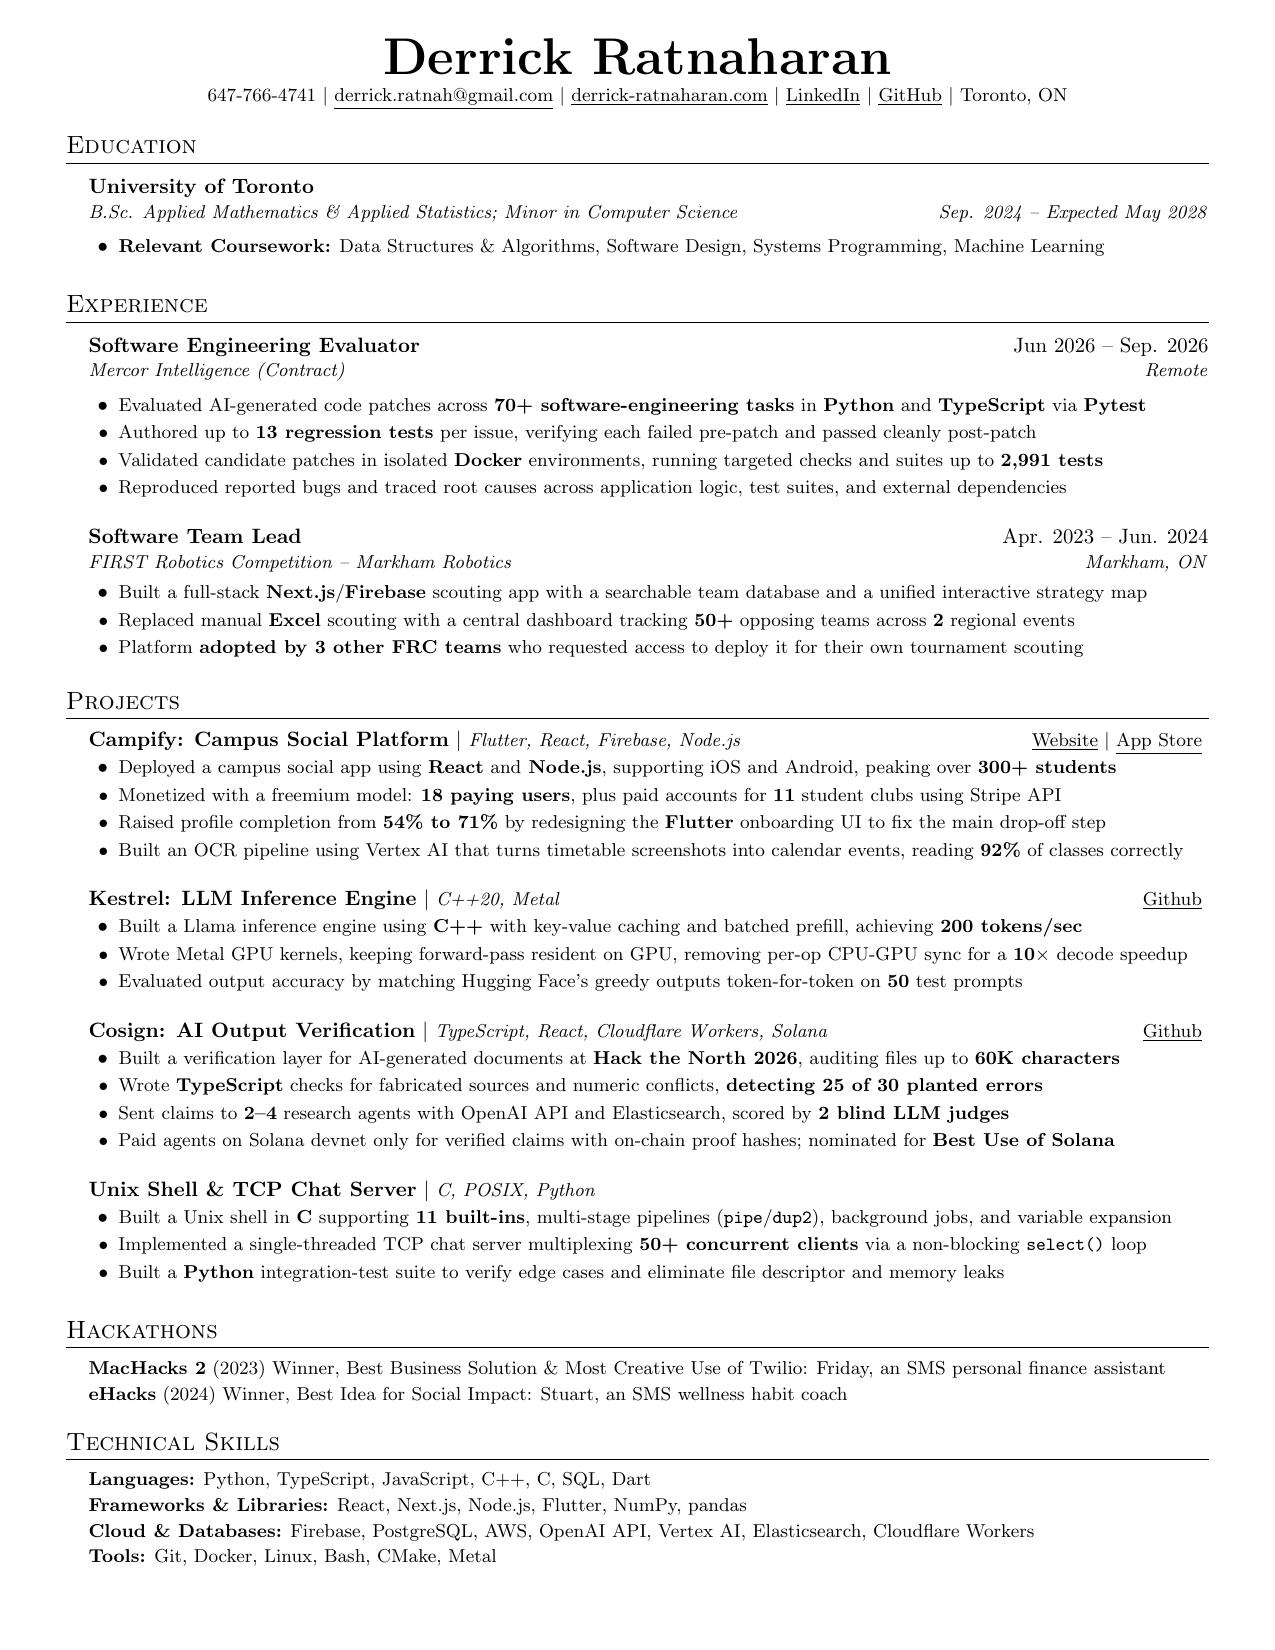 Derrick Ratnaharan
647-766-4741 | derrick.ratnah@gmail.com | derrick-ratnaharan.com | LinkedIn | GitHub | Toronto, ON
Education
University of Toronto
B.Sc. Applied Mathematics & Applied Statistics; Minor in Computer Science Sep. 2024 – Expected May 2028
• Relevant Coursework: Data Structures & Algorithms, Software Design, Systems Programming, Machine Learning
Experience
Software Engineering Evaluator Jun 2026 – Sep. 2026
Mercor Intelligence (Contract) Remote
• Evaluated AI-generated code patches across 70+ software-engineering tasks in Python and TypeScript via Pytest
• Authored up to 13 regression tests per issue, verifying each failed pre-patch and passed cleanly post-patch
• Validated candidate patches in isolated Docker environments, running targeted checks and suites up to 2,991 tests
• Reproduced reported bugs and traced root causes across application logic, test suites, and external dependencies
Software Team Lead Apr. 2023 – Jun. 2024
FIRST Robotics Competition – Markham Robotics Markham, ON
• Built a full-stack Next.js/Firebase scouting app with a searchable team database and a unified interactive strategy map
• Replaced manual Excel scouting with a central dashboard tracking 50+ opposing teams across 2 regional events
• Platform adopted by 3 other FRC teams who requested access to deploy it for their own tournament scouting
Projects
Campify: Campus Social Platform | Flutter, React, Firebase, Node.js Website | App Store
• Deployed a campus social app using React and Node.js, supporting iOS and Android, peaking over 300+ students
• Monetized with a freemium model: 18 paying users, plus paid accounts for 11 student clubs using Stripe API
• Raised profile completion from 54% to 71% by redesigning the Flutter onboarding UI to fix the main drop-off step
• Built an OCR pipeline using Vertex AI that turns timetable screenshots into calendar events, reading 92% of classes correctly
Kestrel: LLM Inference Engine | C++20, Metal Github
• Built a Llama inference engine using C++ with key-value caching and batched prefill, achieving 200 tokens/sec
• Wrote Metal GPU kernels, keeping forward-pass resident on GPU, removing per-op CPU-GPU sync for a 10× decode speedup
• Evaluated output accuracy by matching Hugging Face's greedy outputs token-for-token on 50 test prompts
Cosign: AI Output Verification | TypeScript, React, Cloudflare Workers, Solana Github
• Built a verification layer for AI-generated documents at Hack the North 2026, auditing files up to 60K characters
• Wrote TypeScript checks for fabricated sources and numeric conflicts, detecting 25 of 30 planted errors
• Sent claims to 2–4 research agents with OpenAI API and Elasticsearch, scored by 2 blind LLM judges
• Paid agents on Solana devnet only for verified claims with on-chain proof hashes; nominated for Best Use of Solana
Unix Shell & TCP Chat Server | C, POSIX, Python
• Built a Unix shell in C supporting 11 built-ins, multi-stage pipelines (pipe/dup2), background jobs, and variable expansion
• Implemented a single-threaded TCP chat server multiplexing 50+ concurrent clients via a non-blocking select() loop
• Built a Python integration-test suite to verify edge cases and eliminate file descriptor and memory leaks
Hackathons
MacHacks 2 (2023) Winner, Best Business Solution & Most Creative Use of Twilio: Friday, an SMS personal finance assistant
eHacks (2024) Winner, Best Idea for Social Impact: Stuart, an SMS wellness habit coach
Technical Skills
Languages: Python, TypeScript, JavaScript, C++, C, SQL, Dart
Frameworks & Libraries: React, Next.js, Node.js, Flutter, NumPy, pandas
Cloud & Databases: Firebase, PostgreSQL, AWS, OpenAI API, Vertex AI, Elasticsearch, Cloudflare Workers
Tools: Git, Docker, Linux, Bash, CMake, Metal